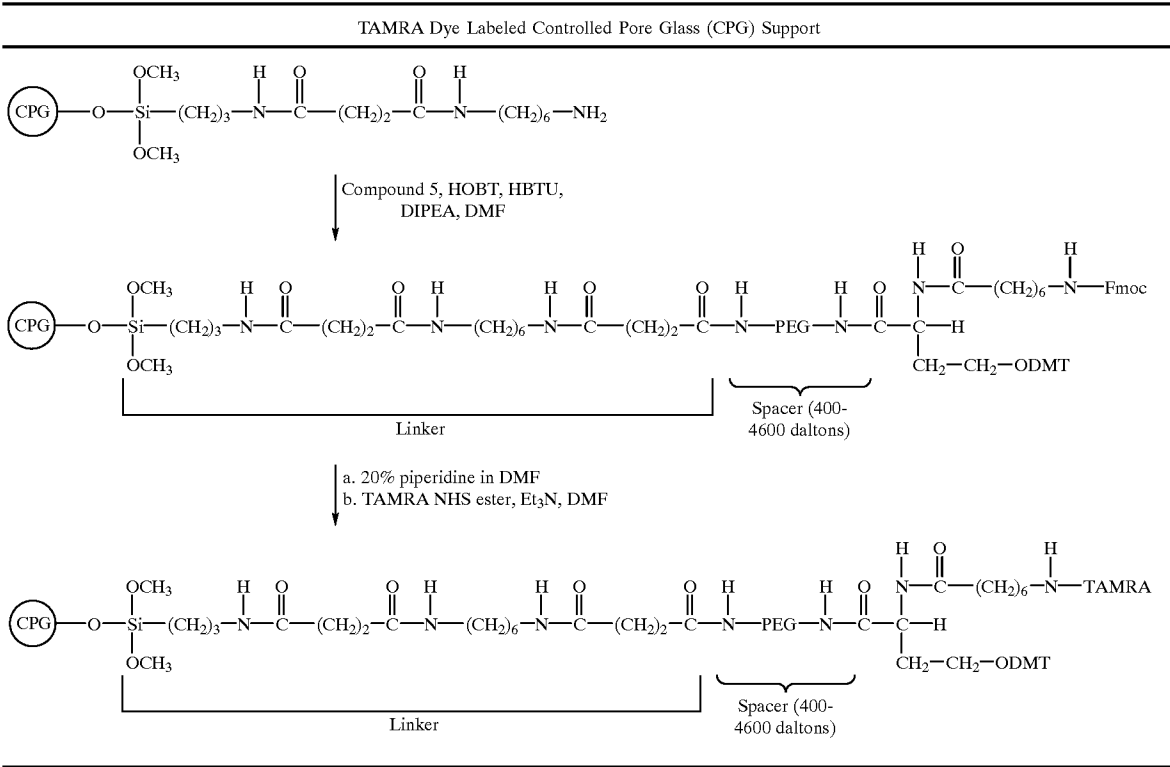 TAMRA Dye Labeled Controlled Pore Glass (CPG) Support
OCH3 H O O H
CPG—O—Si—(CH2)3—N—C—(CH2)2—C—N—(CH2)6—NH2
OCH3
Compound 5, HOBT, HBTU,
DIPEA, DMF
H O H
N—C—(CH2)6—N—Fmoc
OCH3 H O O H H O O H H O
CPG—O—Si—(CH2)3—N—C—(CH2)2—C—N—(CH2)6—N—C—(CH2)2—C—N—PEG—N—C—C—H
OCH3 CH2—CH2—ODMT
Linker
Spacer (400-
4600 daltons)
a. 20% piperidine in DMF
b. TAMRA NHS ester, Et3N, DMF
H O H
N—C—(CH2)6—N—TAMRA
OCH3 H O O H H O O H H O
CPG—O—Si—(CH2)3—N—C—(CH2)2—C—N—(CH2)6—N—C—(CH2)2—C—N—PEG—N—C—C—H
OCH3 CH2—CH2—ODMT
Linker
Spacer (400-
4600 daltons)